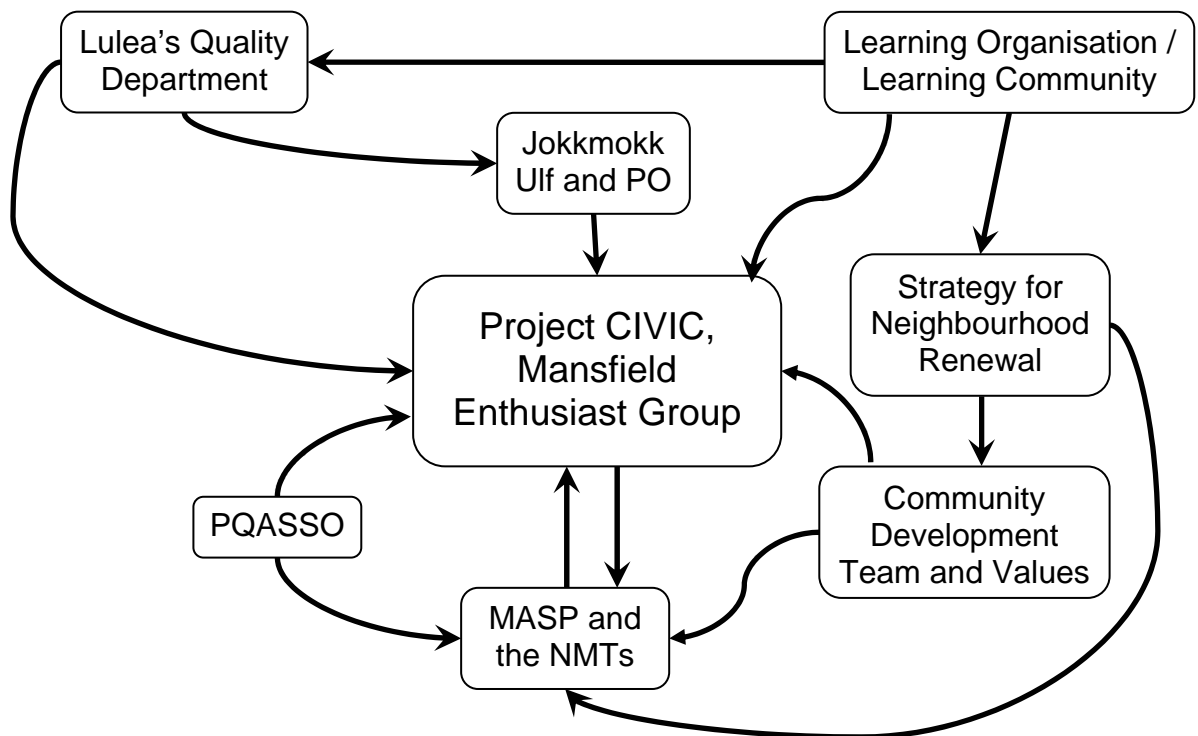 Lulea's Quality
Department
Learning Organisation /
Learning Community
Jokkmokk
Ulf and PO
Project CIVIC,
Mansfield
Enthusiast Group
Strategy for
Neighbourhood
Renewal
PQASSO
Community
Development
Team and Values
MASP and
the NMTs